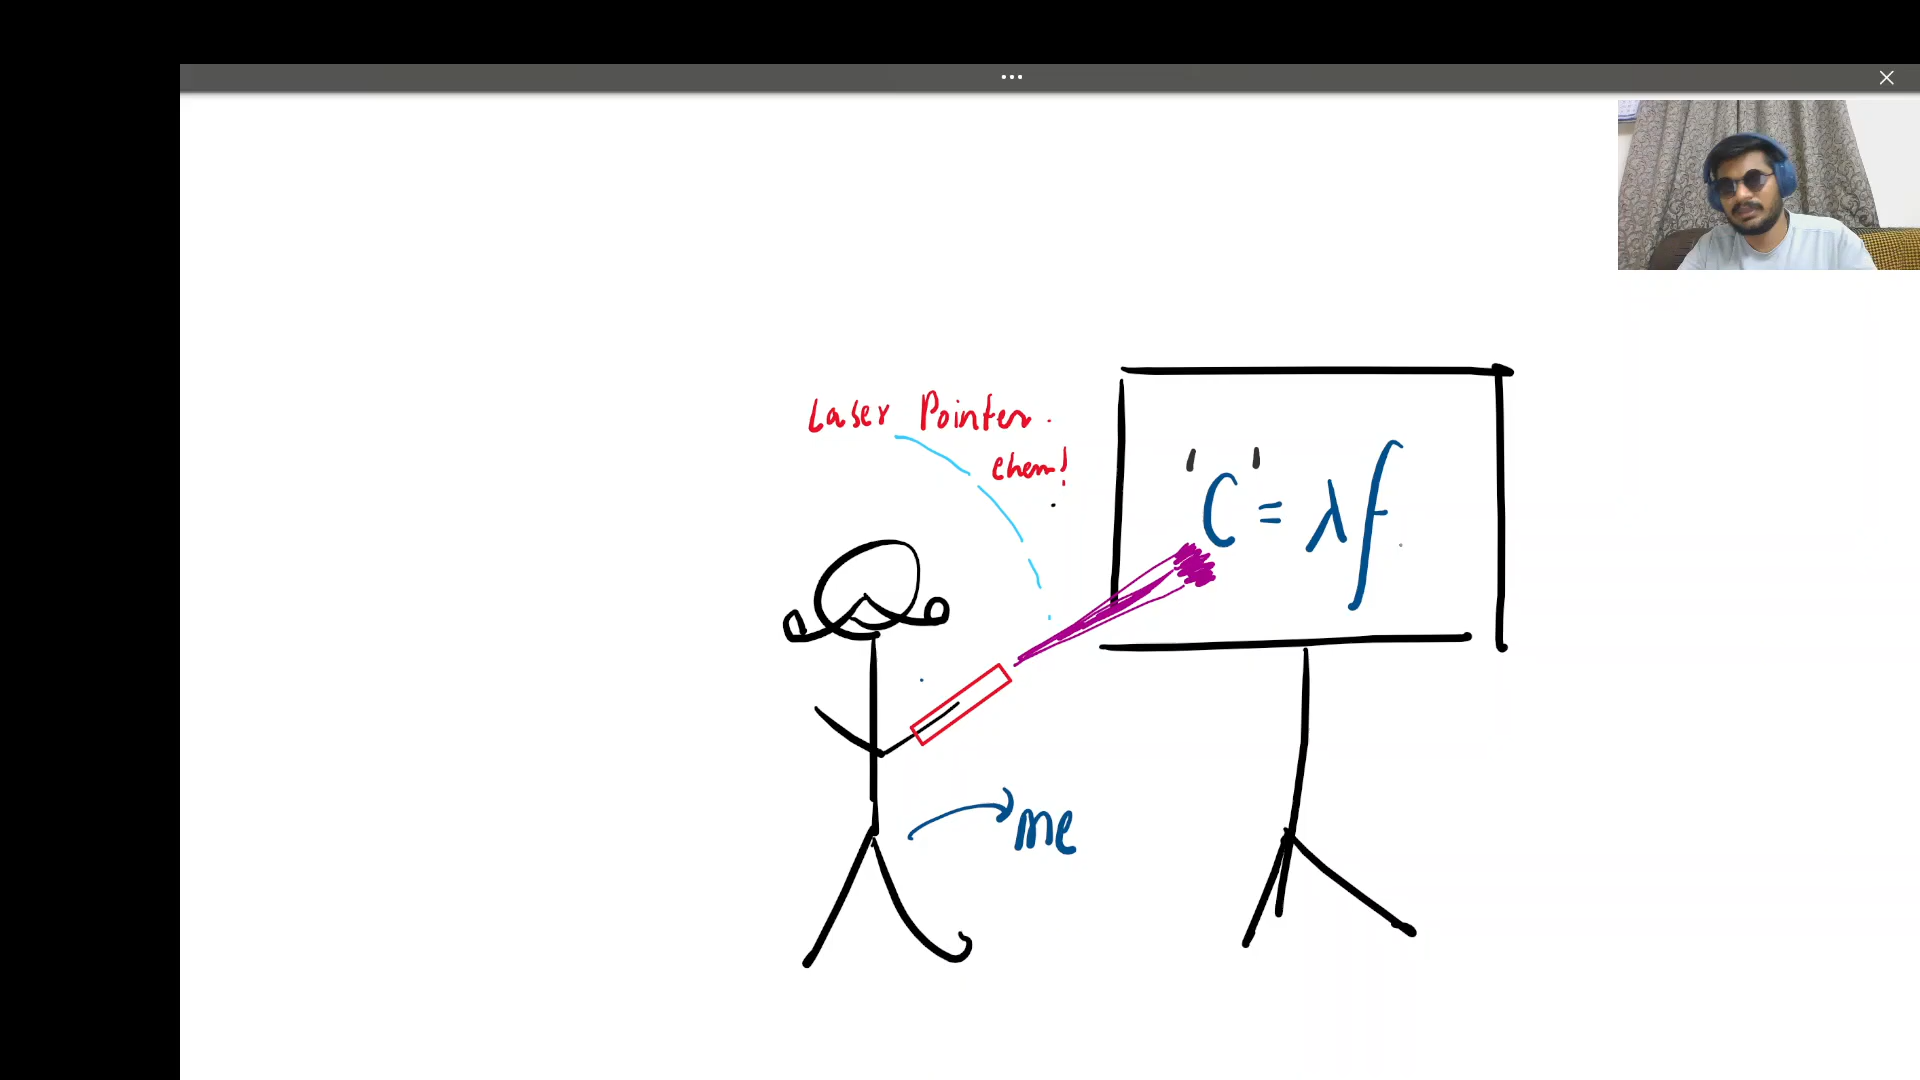 Laser Pointer.
ehem!
'C' = λf
me